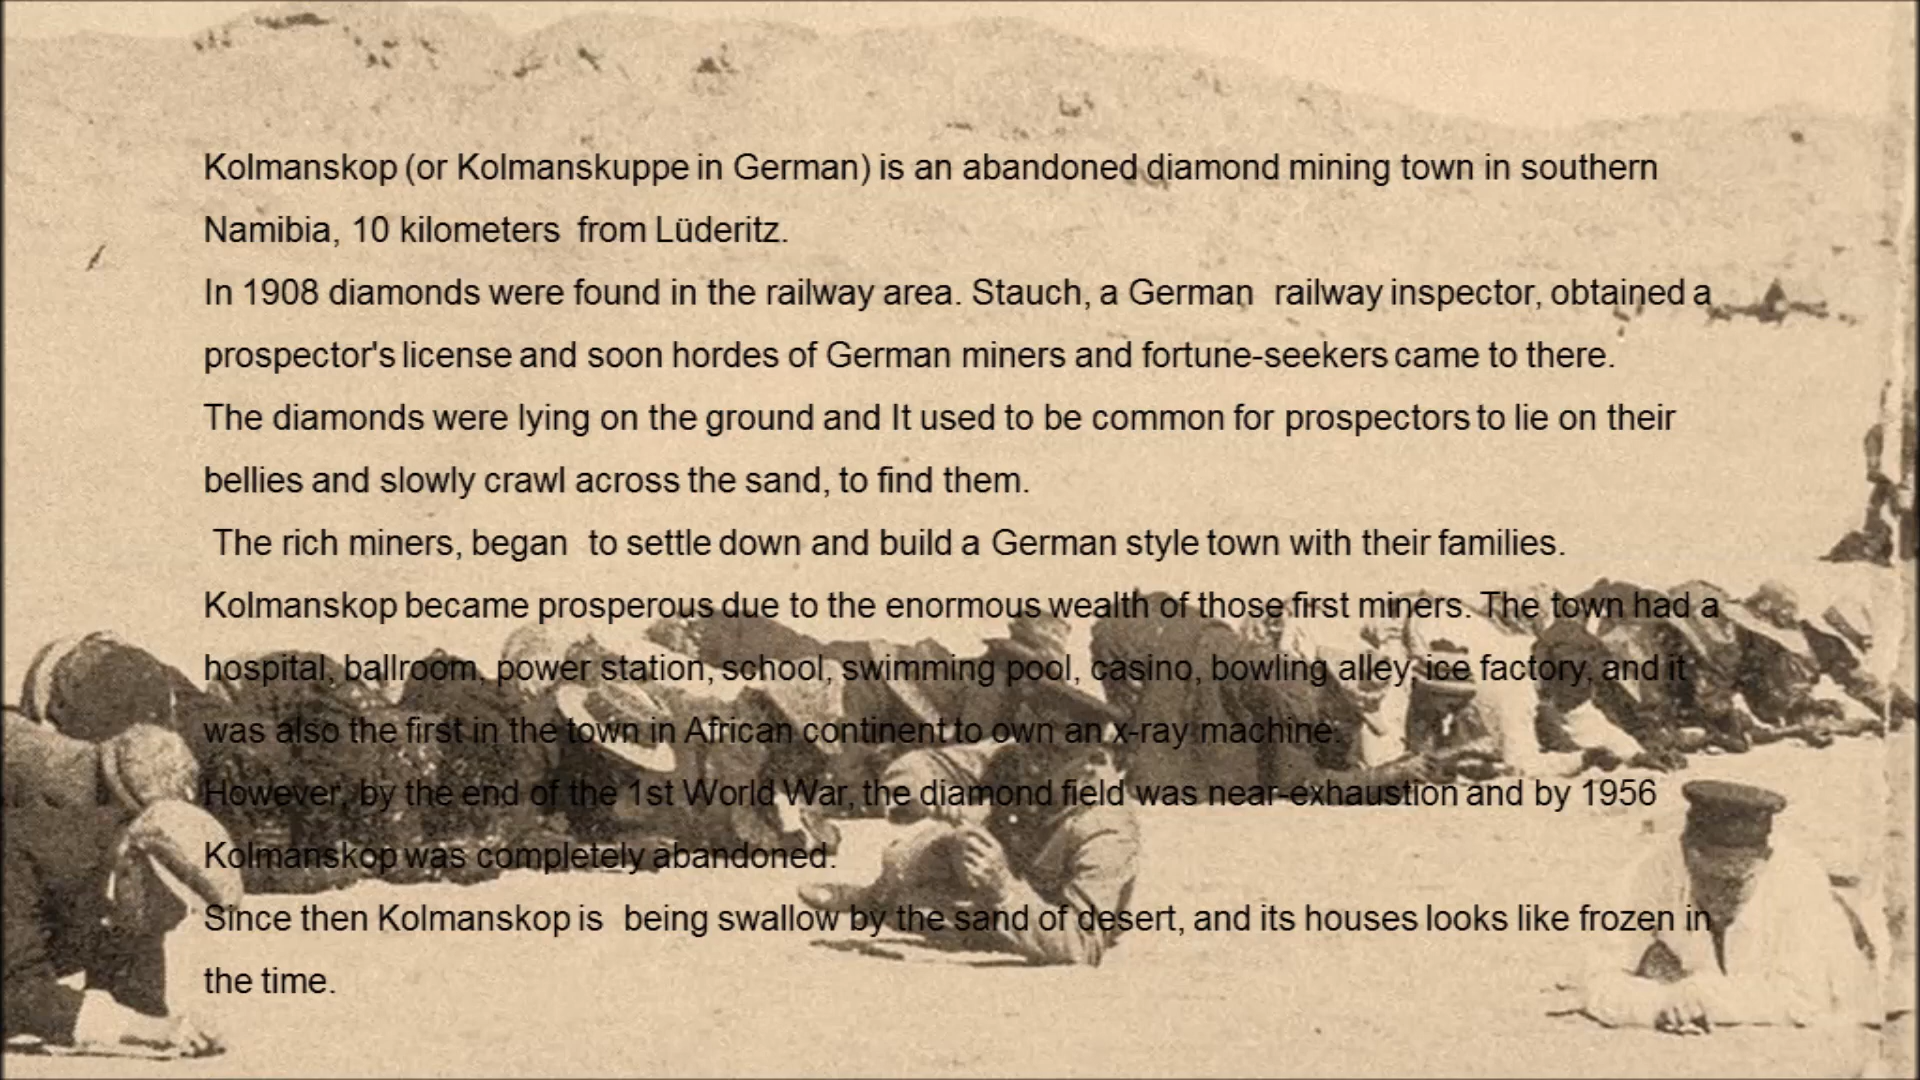 Kolmanskop (or Kolmanskuppe in German) is an abandoned diamond mining town in southern
Namibia, 10 kilometers from Lüderitz.
In 1908 diamonds were found in the railway area. Stauch, a German railway inspector, obtained a
prospector's license and soon hordes of German miners and fortune-seekers came to there.
The diamonds were lying on the ground and It used to be common for prospectors to lie on their
bellies and slowly crawl across the sand, to find them.
The rich miners, began to settle down and build a German style town with their families.
Kolmanskop became prosperous due to the enormous wealth of those first miners. The town had a
hospital, ballroom, power station, school, swimming pool, casino, bowling alley, ice factory, and it
was also the first in the town in African continent to own an x-ray machine.
However, by the end of the 1st World War, the diamond field was near-exhaustion and by 1956
Kolmanskop was completely abandoned.
Since then Kolmanskop is being swallow by the sand of desert, and its houses looks like frozen in
the time.